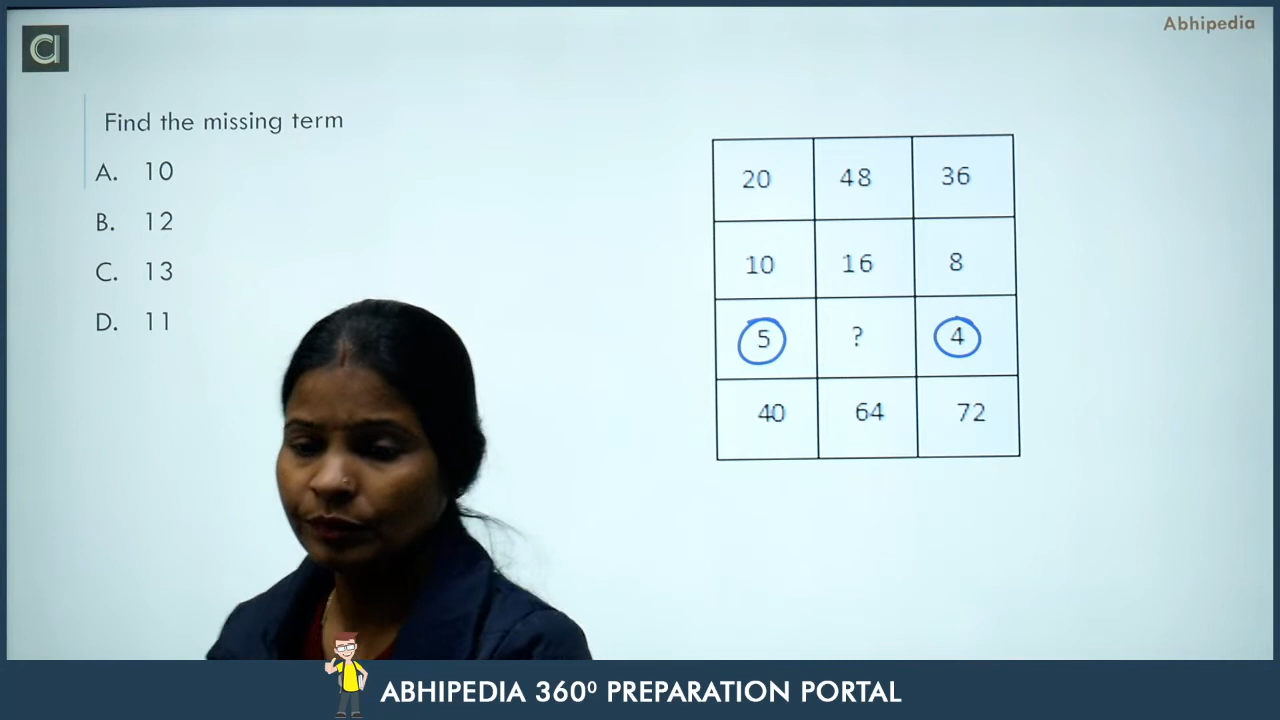 Abhipedia
Find the missing term
A. 10
B. 12
C. 13
D. 11
20 48 36
10 16 8
5 ? 4
40 64 72
ABHIPEDIA 360⁰ PREPARATION PORTAL